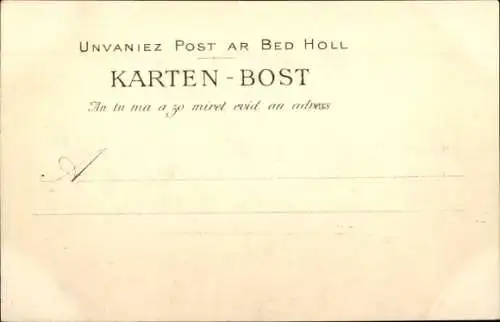 UNVANIEZ POST AR BED HOLL
KARTEN-BOST
An tu ma a zo miret evid an adress
A